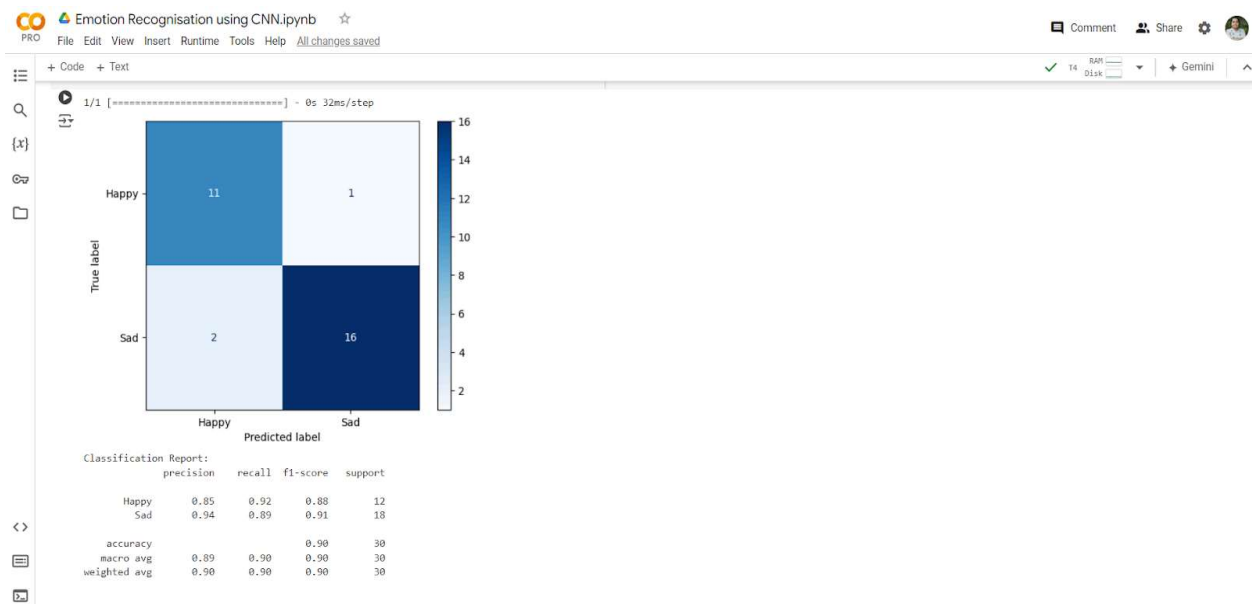 CO
PRO
Emotion Recognisation using CNN.ipynb
File Edit View Insert Runtime Tools Help All changes saved
Comment Share
+ Code + Text
T4 RAM Disk Gemini
{x}
1/1 [==============================] - 0s 32ms/step
16
14
12
10
8
6
4
2
True label
Happy 11 1
Sad 2 16
Happy Sad
Predicted label
Classification Report:
precision recall f1-score support
Happy 0.85 0.92 0.88 12
Sad 0.94 0.89 0.91 18
accuracy 0.90 30
macro avg 0.89 0.90 0.90 30
weighted avg 0.90 0.90 0.90 30